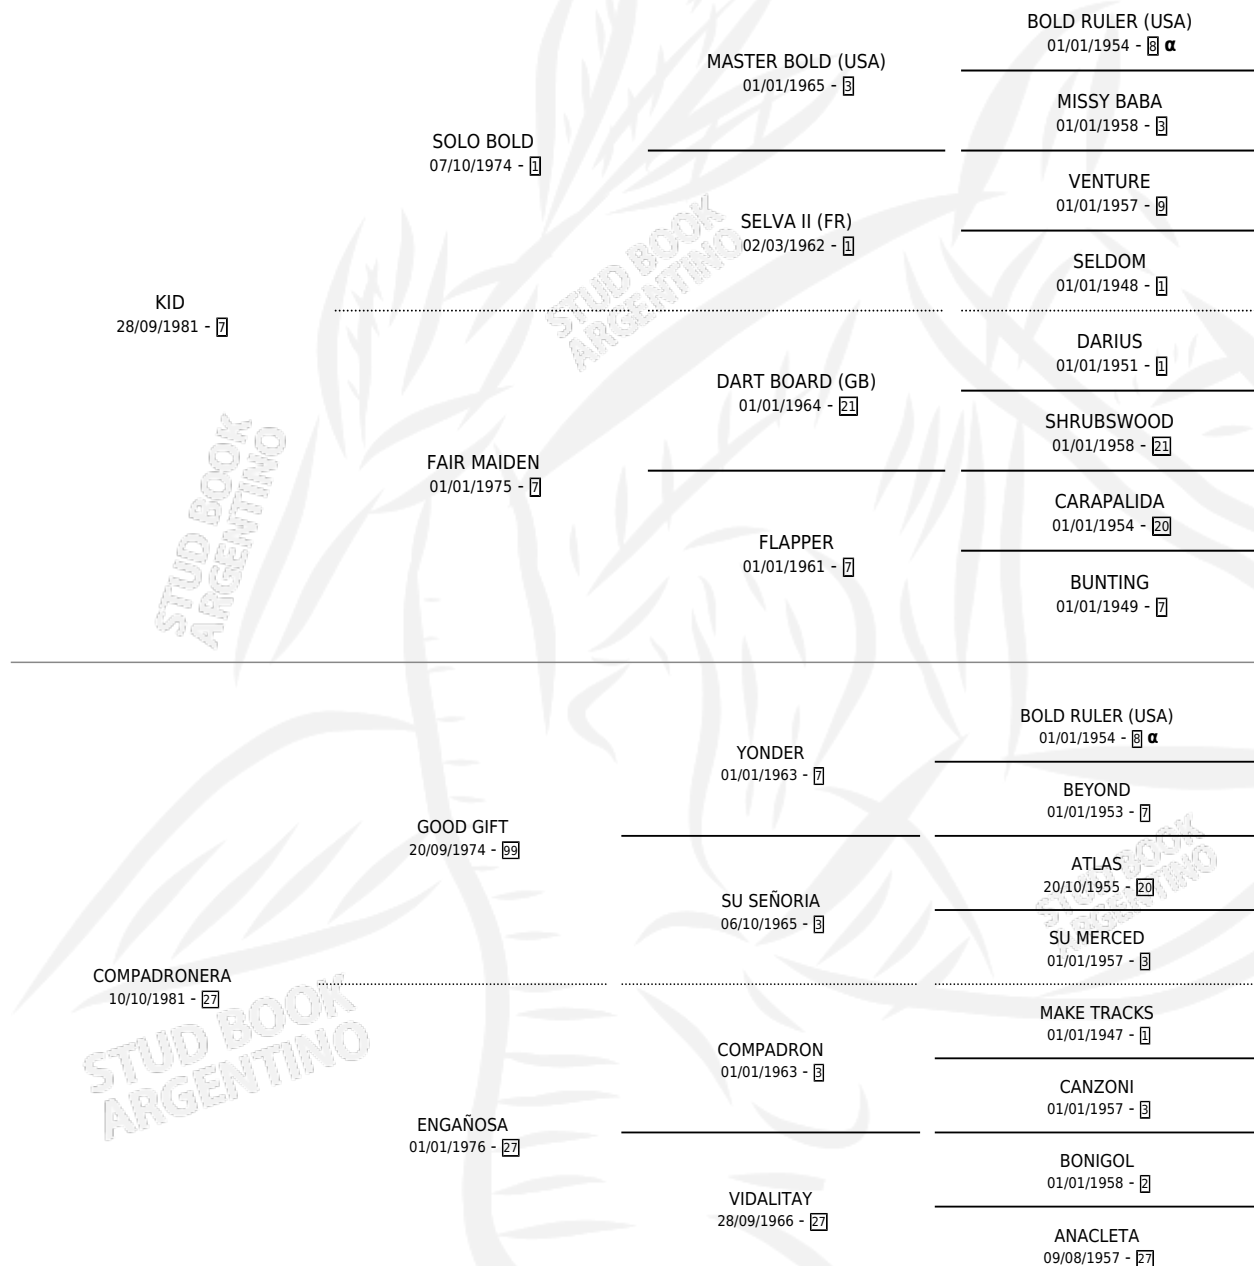 BOLD RULER (USA)
01/01/1954 - 8 α
MASTER BOLD (USA)
01/01/1965 - 3
MISSY BABA
01/01/1958 - 3
SOLO BOLD
07/10/1974 - 1
VENTURE
01/01/1957 - 9
SELVA II (FR)
02/03/1962 - 1
SELDOM
01/01/1948 - 1
KID
28/09/1981 - 7
DARIUS
01/01/1951 - 1
DART BOARD (GB)
01/01/1964 - 21
SHRUBSWOOD
01/01/1958 - 21
FAIR MAIDEN
01/01/1975 - 7
CARAPALIDA
01/01/1954 - 20
FLAPPER
01/01/1961 - 7
BUNTING
01/01/1949 - 7
BOLD RULER (USA)
01/01/1954 - 8 α
YONDER
01/01/1963 - 7
BEYOND
01/01/1953 - 7
GOOD GIFT
20/09/1974 - 99
ATLAS
20/10/1955 - 20
SU SEÑORIA
06/10/1965 - 3
SU MERCED
01/01/1957 - 3
COMPADRONERA
10/10/1981 - 27
MAKE TRACKS
01/01/1947 - 1
COMPADRON
01/01/1963 - 3
CANZONI
01/01/1957 - 3
ENGAÑOSA
01/01/1976 - 27
BONIGOL
01/01/1958 - 2
VIDALITAY
28/09/1966 - 27
ANACLETA
09/08/1957 - 27
STUD BOOK
ARGENTINO
STUD BOOK
ARGENTINO
STUD BOOK
ARGENTINO
STUD BOOK
ARGENTINO